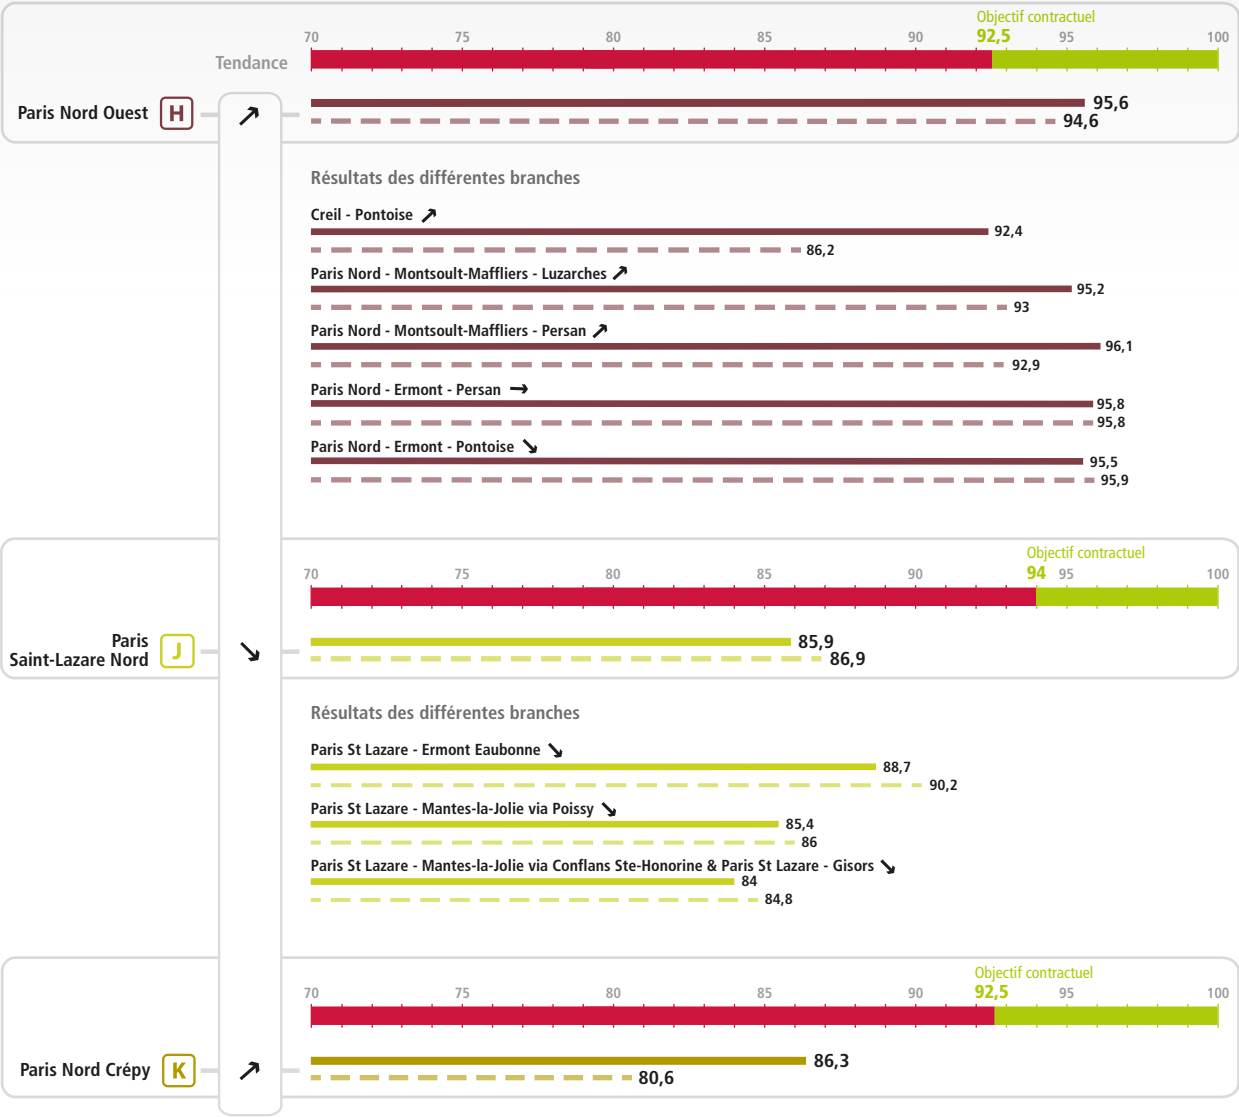 Objectif contractuel
70 75 80 85 90 92,5 95 100
Tendance
Paris Nord Ouest H 95,6
94,6
Résultats des différentes branches
Creil - Pontoise
92,4
86,2
Paris Nord - Montsoult-Maffliers - Luzarches
95,2
93
Paris Nord - Montsoult-Maffliers - Persan
96,1
92,9
Paris Nord - Ermont - Persan
95,8
95,8
Paris Nord - Ermont - Pontoise
95,5
95,9
Objectif contractuel
70 75 80 85 90 94 95 100
Paris
Saint-Lazare Nord J 85,9
86,9
Résultats des différentes branches
Paris St Lazare - Ermont Eaubonne
88,7
90,2
Paris St Lazare - Mantes-la-Jolie via Poissy
85,4
86
Paris St Lazare - Mantes-la-Jolie via Conflans Ste-Honorine & Paris St Lazare - Gisors
84
84,8
Objectif contractuel
70 75 80 85 90 92,5 95 100
Paris Nord Crépy K 86,3
80,6